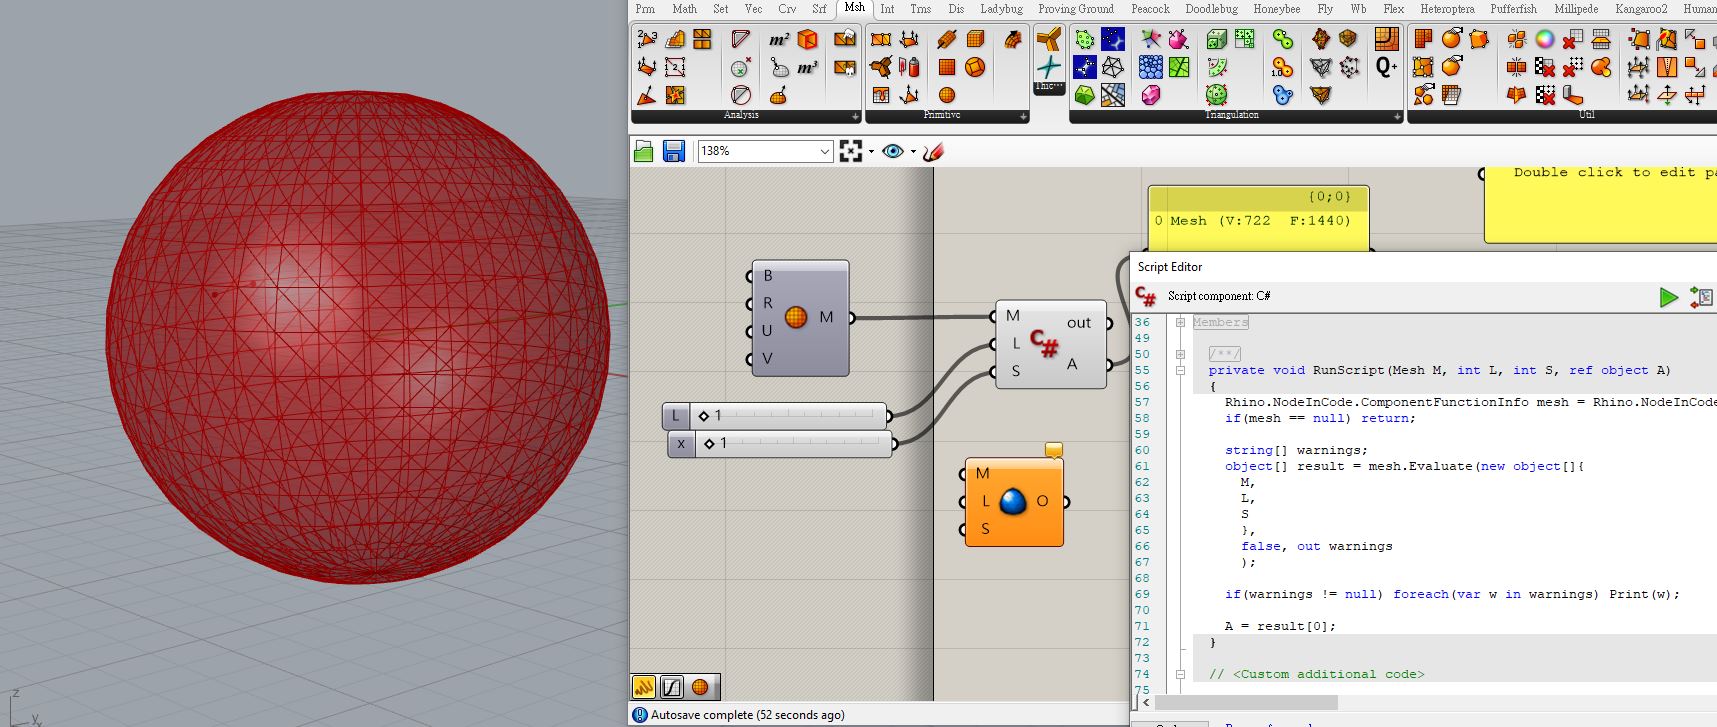 Prm Math Set Vec Crv Srf Msh Int Trns Dis Ladybug Proving Ground Peacock Doodlebug Honeybee Fly Wb Flex Heteroptera Pufferfish Millipede Kangaroo2 Human
m²
m³
1.0
Q+
Thic...
Analysis Primitive Triangulation Util
138%
Double click to edit pa
{0;0}
0 Mesh (V:722 F:1440)
B
R
U
V
M
M
L
S
C#
out
A
L 1
x 1
M
L
S
O
Script Editor
C# Script component: C#
36 Members
49
50 /**/
55 private void RunScript(Mesh M, int L, int S, ref object A)
56 {
57 Rhino.NodeInCode.ComponentFunctionInfo mesh = Rhino.NodeInCode
58 if(mesh == null) return;
59
60 string[] warnings;
61 object[] result = mesh.Evaluate(new object[]{
62 M,
63 L,
64 S
65 },
66 false, out warnings
67 );
68
69 if(warnings != null) foreach(var w in warnings) Print(w);
70
71 A = result[0];
72 }
73
74 // <Custom additional code>
75
z
y
Autosave complete (52 seconds ago)